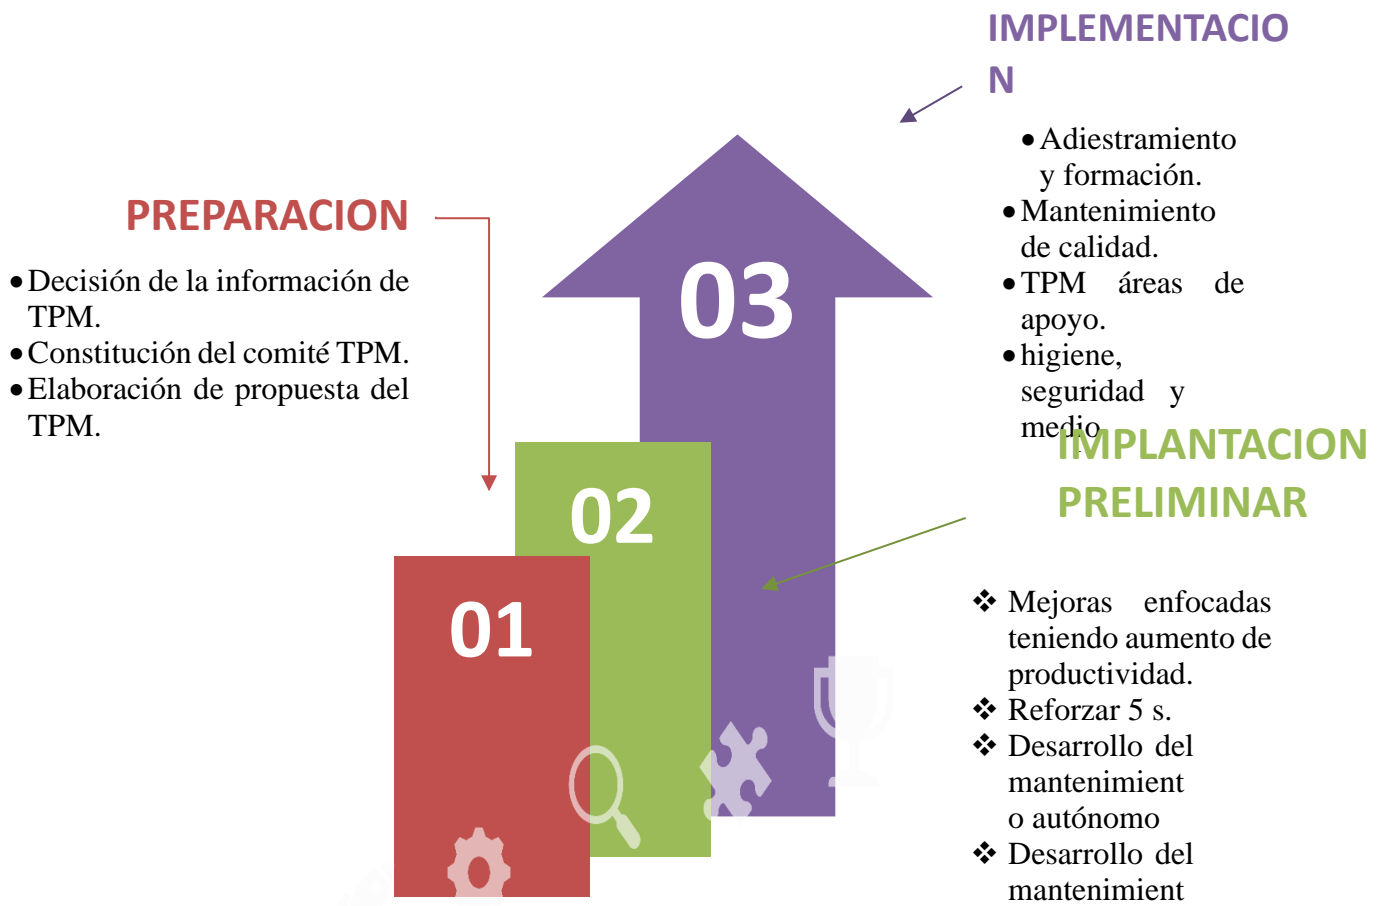 PREPARACION
•Decisión de la información de
TPM.
•Constitución del comité TPM.
•Elaboración de propuesta del
TPM.
01
02
03
IMPLEMENTACIO
N
•Adiestramiento
y formación.
•Mantenimiento
de calidad.
•TPM áreas de
apoyo.
•higiene,
seguridad y
medio
IMPLANTACION
PRELIMINAR
❖ Mejoras enfocadas
teniendo aumento de
productividad.
❖ Reforzar 5 s.
❖ Desarrollo del
mantenimient
o autónomo
❖ Desarrollo del
mantenimient